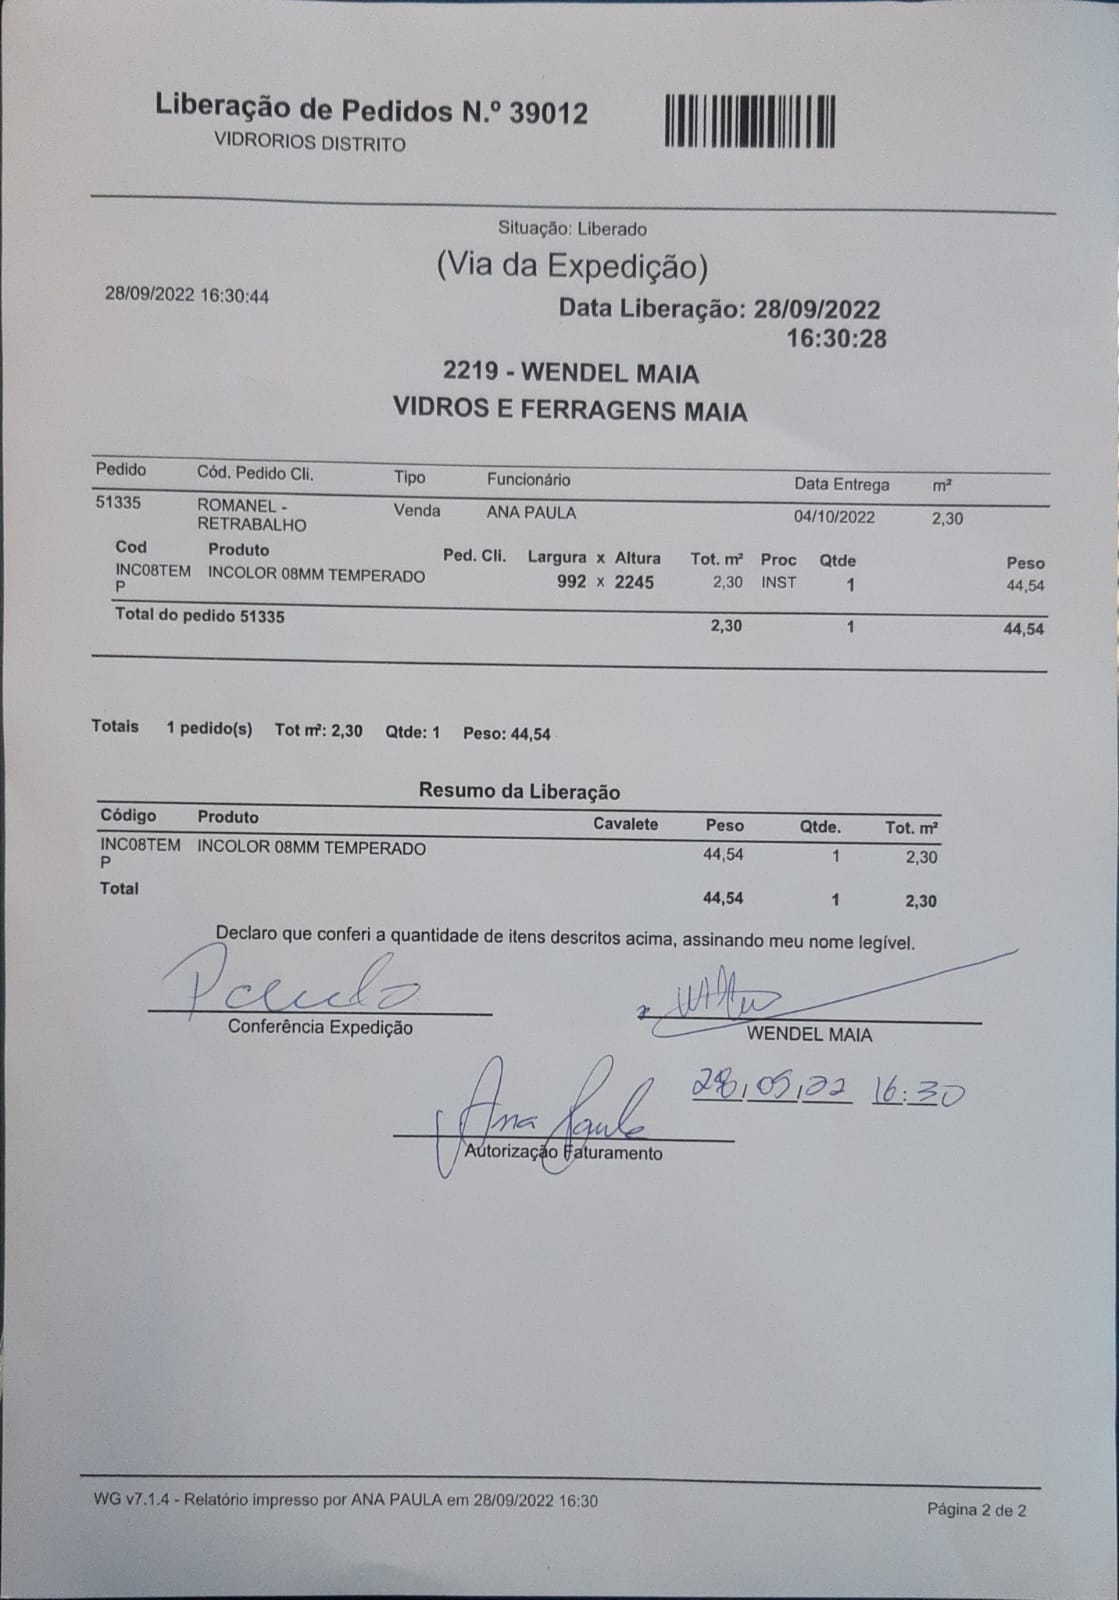 Liberação de Pedidos N.º 39012
VIDRORIOS DISTRITO
Situação: Liberado
(Via da Expedição)
28/09/2022 16:30:44
Data Liberação: 28/09/2022
16:30:28
2219 - WENDEL MAIA
VIDROS E FERRAGENS MAIA
Pedido Cód. Pedido Cli. Tipo Funcionário Data Entrega m²
51335 ROMANEL - Venda ANA PAULA 04/10/2022 2,30
RETRABALHO
Cod Produto Ped. Cli. Largura x Altura Tot. m² Proc Qtde Peso
INC08TEM INCOLOR 08MM TEMPERADO 992 x 2245 2,30 INST 1 44,54
P
Total do pedido 51335 2,30 1 44,54
Totais 1 pedido(s) Tot m²: 2,30 Qtde: 1 Peso: 44,54
Resumo da Liberação
Código Produto Cavalete Peso Qtde. Tot. m²
INC08TEM INCOLOR 08MM TEMPERADO 44,54 1 2,30
P
Total 44,54 1 2,30
Declaro que conferi a quantidade de itens descritos acima, assinando meu nome legível.
Paulo
Conferência Expedição WENDEL MAIA
28,09,22 16:30
Ana Paula
Autorização Faturamento
WG v7.1.4 - Relatório impresso por ANA PAULA em 28/09/2022 16:30
Página 2 de 2